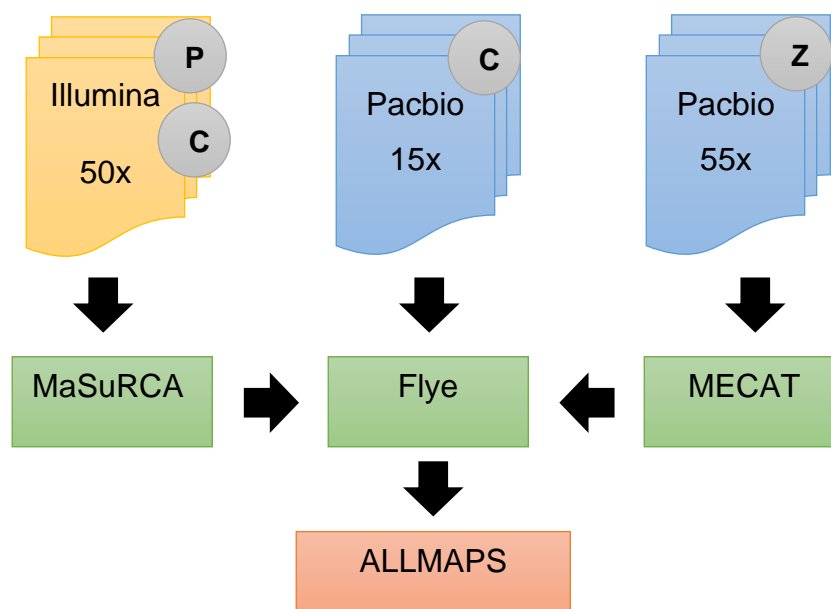 P
Illumina
C
50x
C
Pacbio
15x
Z
Pacbio
55x
MaSuRCA
Flye
MECAT
ALLMAPS